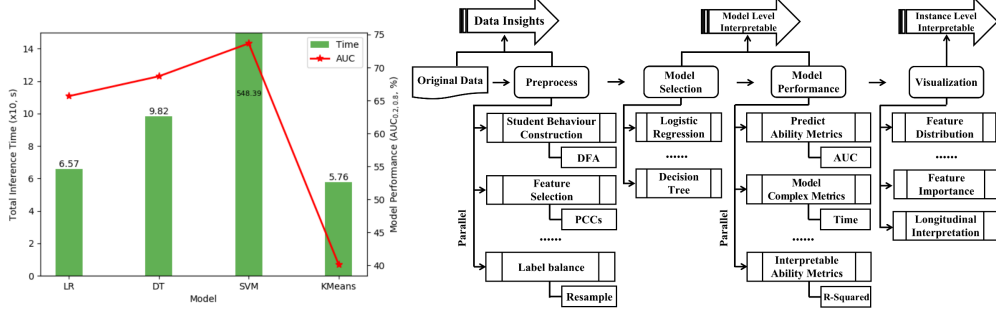 Time
AUC
14
12
10
8
6
4
2
0
Total Inference Time (x10, s)
6.57
9.82
548.39
5.76
LR
DT
SVM
KMeans
Model
75
70
65
60
55
50
45
40
Model Performance (AUC0.2, 0.8, %)
Data Insights
Model Level
Interpretable
Instance Level
Interpretable
Original Data
Preprocess
Model
Selection
Model
Performance
Visualization
Parallel
Student Behaviour
Construction
DFA
Feature
Selection
PCCs
......
Label balance
Resample
Logistic
Regression
......
Decision
Tree
Parallel
Predict
Ability Metrics
AUC
Model
Complex Metrics
Time
......
Interpretable
Ability Metrics
R-Squared
Feature
Distribution
......
Feature
Importance
Longitudinal
Interpretation